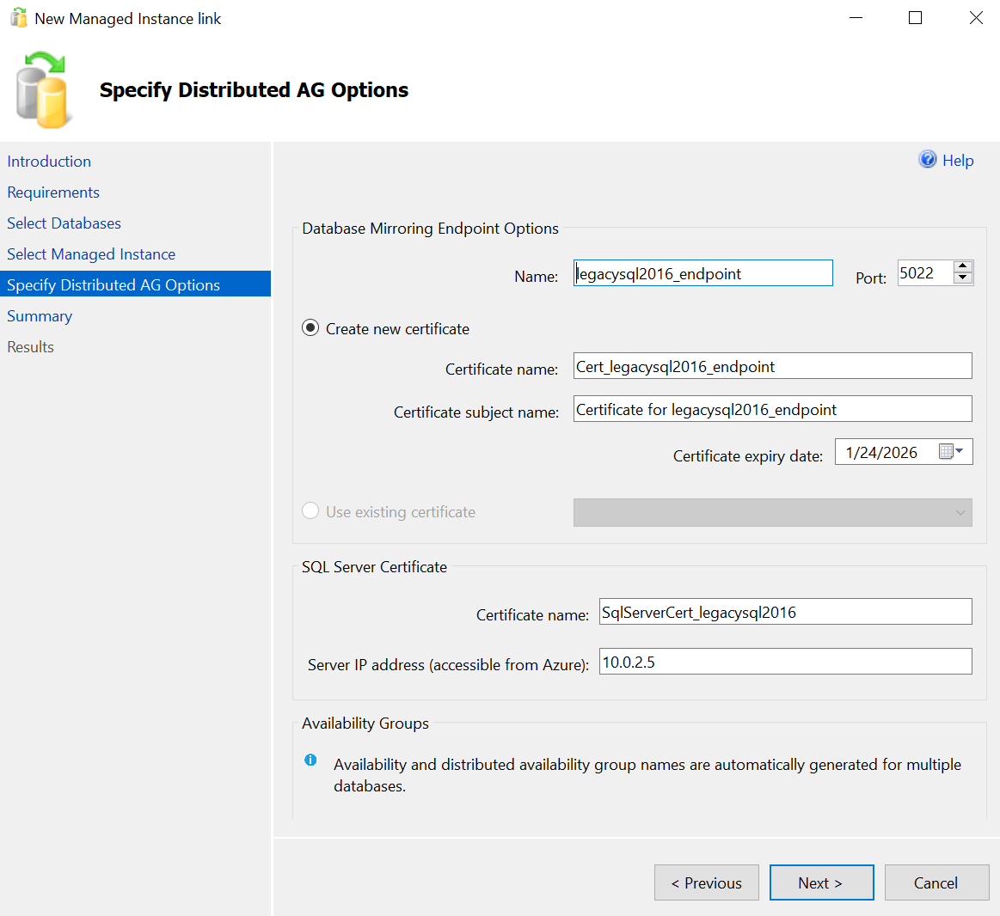 New Managed Instance link
Specify Distributed AG Options
Introduction
Requirements
Select Databases
Select Managed Instance
Specify Distributed AG Options
Summary
Results
Help
Database Mirroring Endpoint Options
Name: legacysql2016_endpoint Port: 5022
Create new certificate
Certificate name: Cert_legacysql2016_endpoint
Certificate subject name: Certificate for legacysql2016_endpoint
Certificate expiry date: 1/24/2026
Use existing certificate
SQL Server Certificate
Certificate name: SqlServerCert_legacysql2016
Server IP address (accessible from Azure): 10.0.2.5
Availability Groups
Availability and distributed availability group names are automatically generated for multiple
databases.
< Previous Next > Cancel